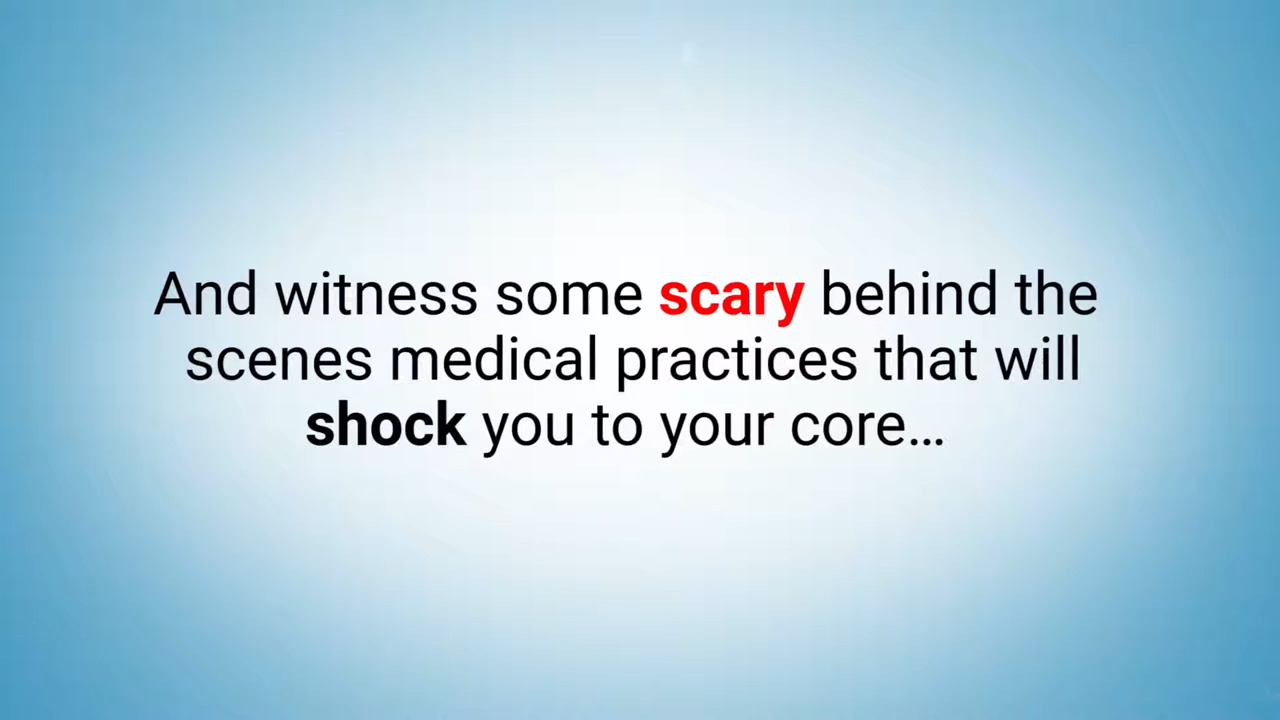 And witness some scary behind the
scenes medical practices that will
shock you to your core…